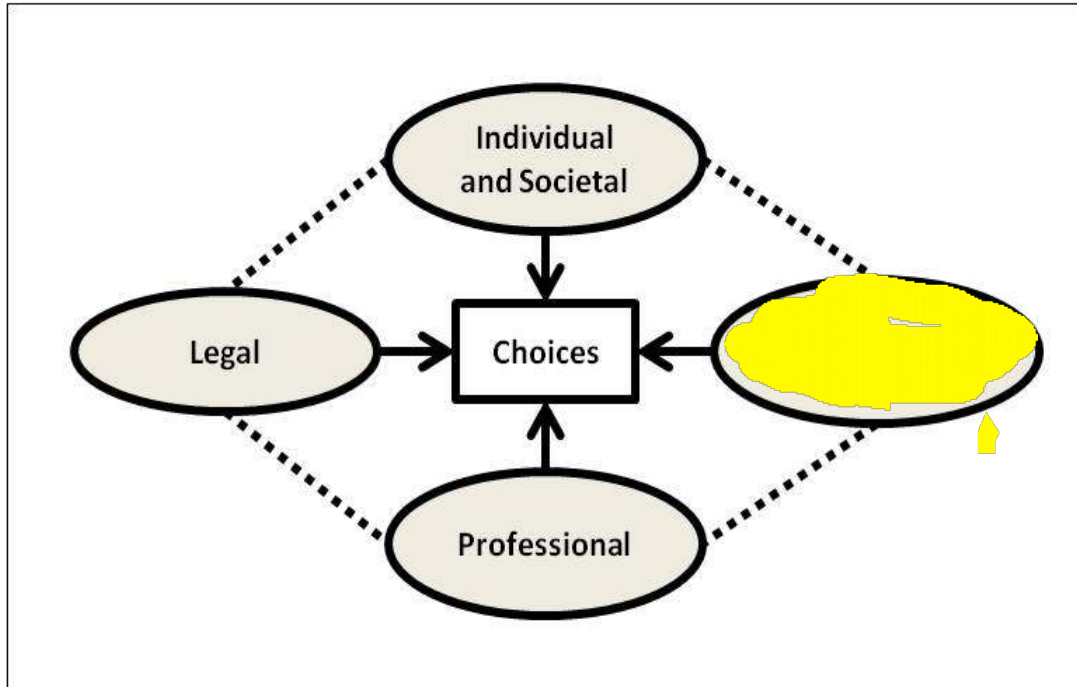 Individual
and Societal
Legal
Choices
Professional